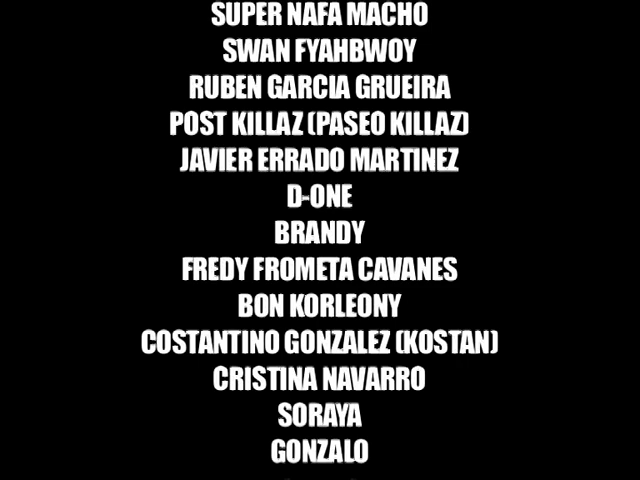 SUPER NAFA MACHO
SWAN FYAHBWOY
RUBEN GARCIA GRUEIRA
POST KILLAZ (PASEO KILLAZ)
JAVIER ERRADO MARTINEZ
D-ONE
BRANDY
FREDY FROMETA CAVANES
BON KORLEONY
COSTANTINO GONZALEZ (KOSTAN)
CRISTINA NAVARRO
SORAYA
GONZALO